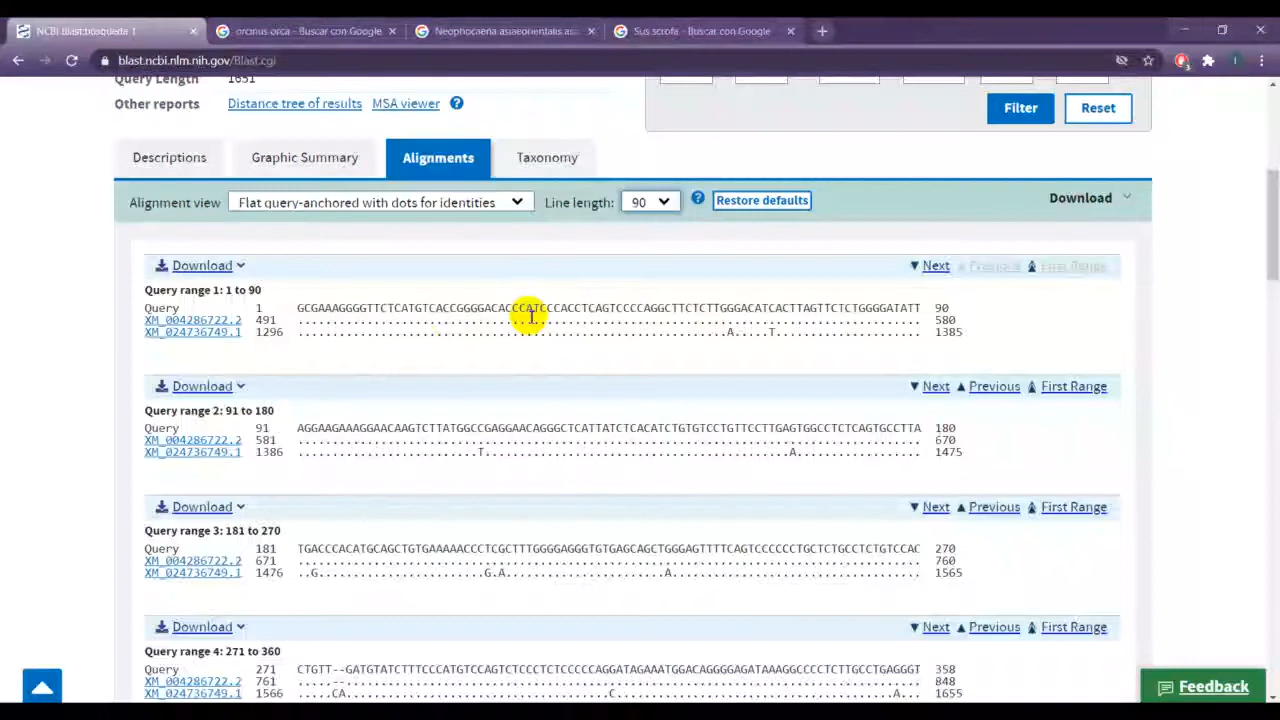 NCBI Blast:búsqueda 1
orcinus orca - Buscar con Google
Neophocaena asiaeorientalis asi
Sus scrofa - Buscar con Google
blast.ncbi.nlm.nih.gov/Blast.cgi
Query Length 1651
Other reports Distance tree of results MSA viewer ?
Filter Reset
Descriptions Graphic Summary Alignments Taxonomy
Alignment view Flat query-anchored with dots for identities Line length: 90 ? Restore defaults Download
Download Next Previous First Range
Query range 1: 1 to 90
Query 1 GCGAAAGGGGTTCTCATGTCACCGGGGACACCCATCCCACCTCAGTCCCCAGGCTTCTCTTGGGACATCACTTAGTTCTCTGGGGATATT 90
XM_004286722.2 491 .......................................................................................... 580
XM_024736749.1 1296 ..............................................................A.....T..................... 1385
Download Next Previous First Range
Query range 2: 91 to 180
Query 91 AGGAAGAAAGGAACAAGTCTTATGGCCGAGGAACAGGGCTCATTATCTCACATCTGTGTCCTGTTCCTTGAGTGGCCTCTCAGTGCCTTA 180
XM_004286722.2 581 .......................................................................................... 670
XM_024736749.1 1386 ..........................T............................................A.................. 1475
Download Next Previous First Range
Query range 3: 181 to 270
Query 181 TGACCCACATGCAGCTGTGAAAAACCCTCGCTTTGGGGAGGGTGTGAGCAGCTGGGAGTTTTCAGTCCCCCCTGCTCTGCCTCTGTCCAC 270
XM_004286722.2 671 .......................................................................................... 760
XM_024736749.1 1476 ..G........................G.A.......................A.................................... 1565
Download Next Previous First Range
Query range 4: 271 to 360
Query 271 CTGTT--GATGTATCTTTCCCATGTCCAGTCTCCCTCTCCCCCAGGATAGAAATGGACAGGGGAGATAAAGGCCCCTCTTGCCTGAGGGT 358
XM_004286722.2 761 .....--................................................................................... 848
XM_024736749.1 1566 .....CA......................................C........................................A... 1655
Feedback